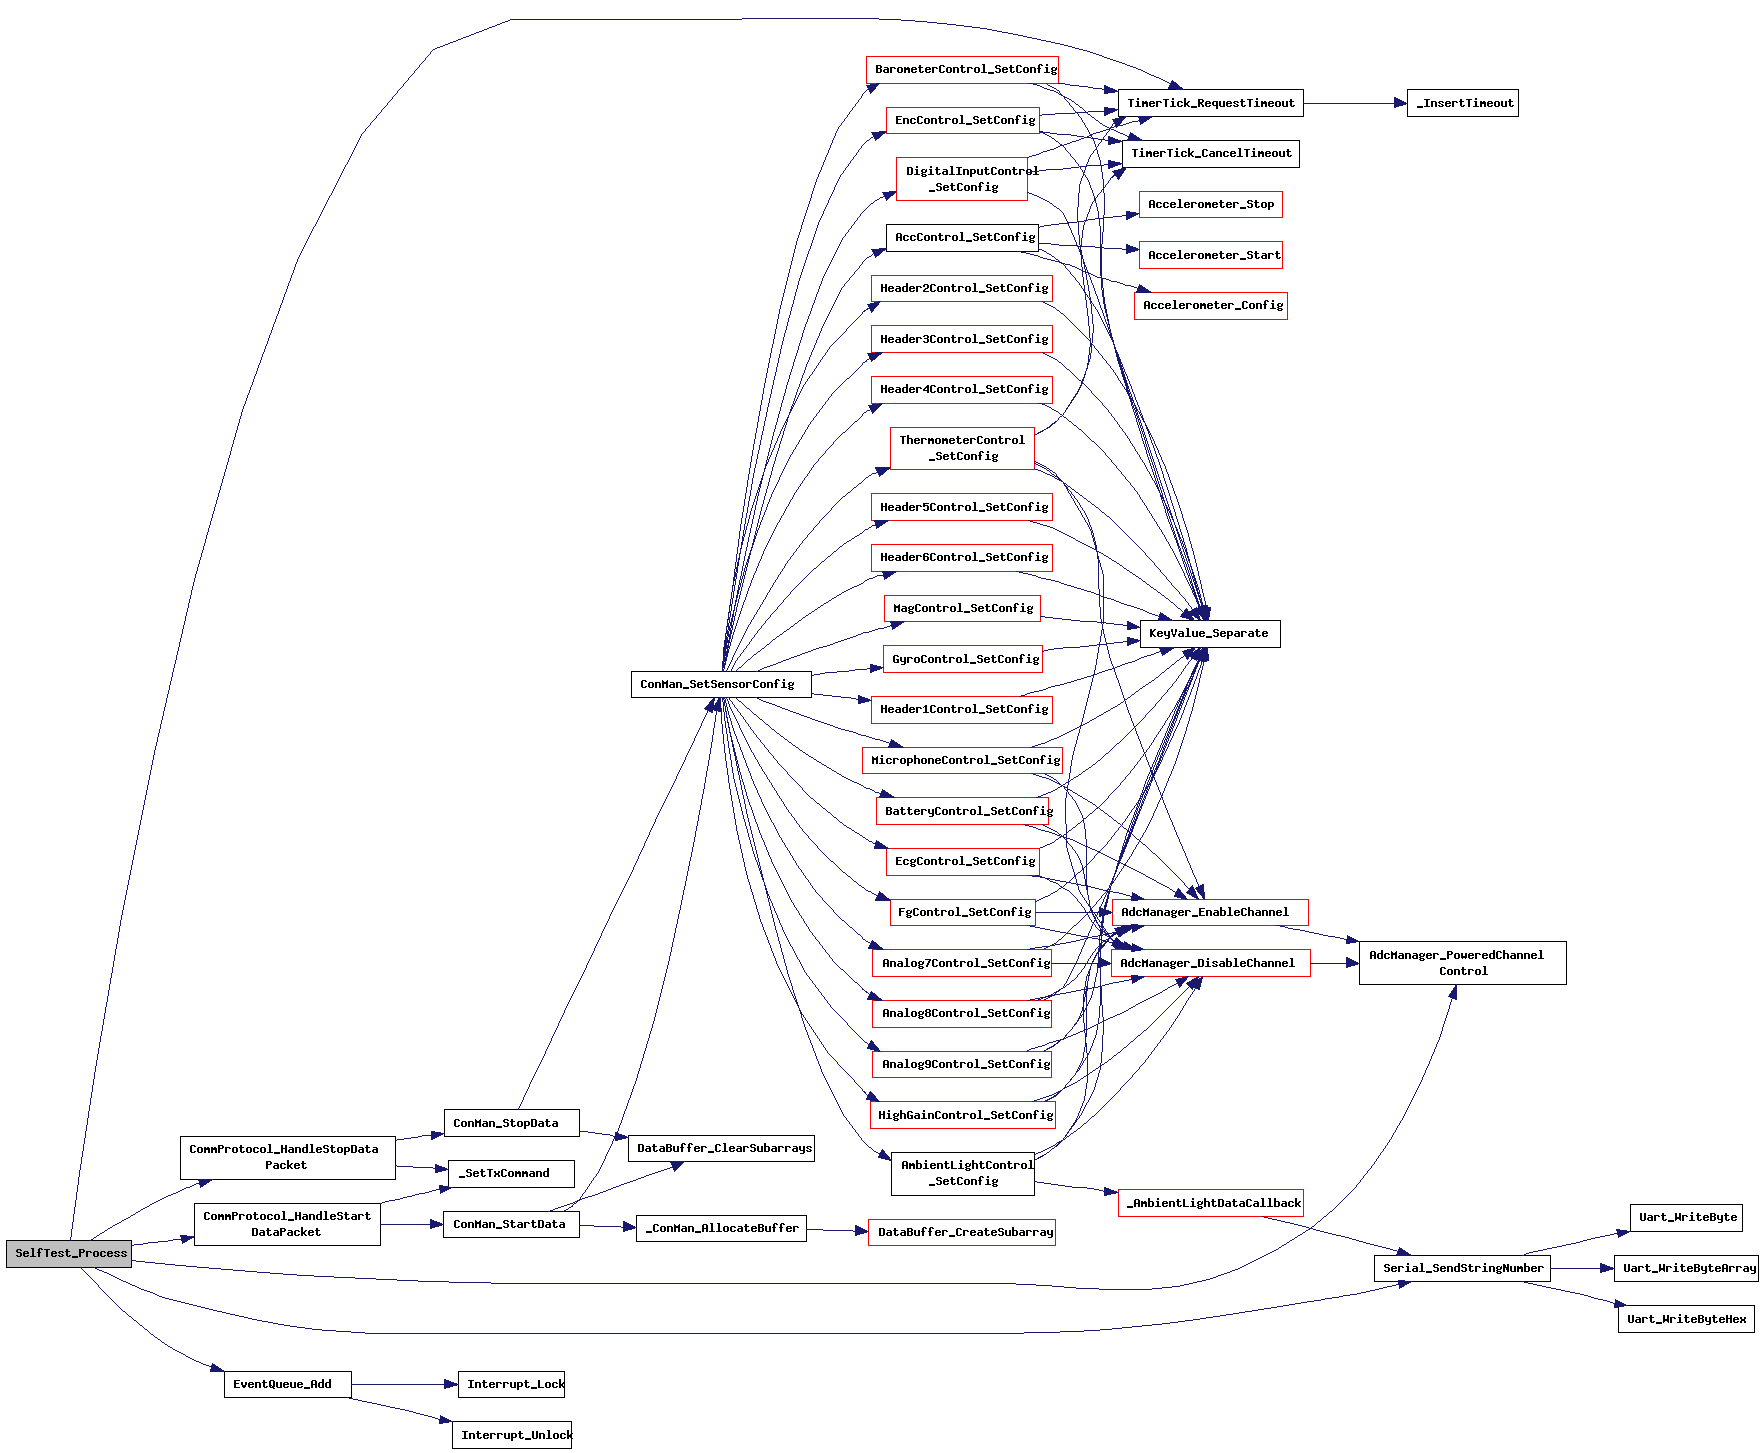 BarometerControl_SetConfig
TimerTick_RequestTimeout
_InsertTimeout
EncControl_SetConfig
TimerTick_CancelTimeout
DigitalInputControl
_SetConfig
Accelerometer_Stop
AccControl_SetConfig
Accelerometer_Start
Header2Control_SetConfig
Accelerometer_Config
Header3Control_SetConfig
Header4Control_SetConfig
ThermometerControl
_SetConfig
Header5Control_SetConfig
Header6Control_SetConfig
MagControl_SetConfig
KeyValue_Separate
GyroControl_SetConfig
ConMan_SetSensorConfig
Header1Control_SetConfig
MicrophoneControl_SetConfig
BatteryControl_SetConfig
EcgControl_SetConfig
FgControl_SetConfig
AdcManager_EnableChannel
Analog7Control_SetConfig
AdcManager_DisableChannel
AdcManager_PoweredChannel
Control
Analog8Control_SetConfig
Analog9Control_SetConfig
HighGainControl_SetConfig
ConMan_StopData
DataBuffer_ClearSubarrays
CommProtocol_HandleStopData
Packet
_SetTxCommand
AmbientLightControl
_SetConfig
_AmbientLightDataCallback
CommProtocol_HandleStart
DataPacket
ConMan_StartData
_ConMan_AllocateBuffer
DataBuffer_CreateSubarray
Uart_WriteByte
SelfTest_Process
Serial_SendStringNumber
Uart_WriteByteArray
Uart_WriteByteHex
EventQueue_Add
Interrupt_Lock
Interrupt_Unlock